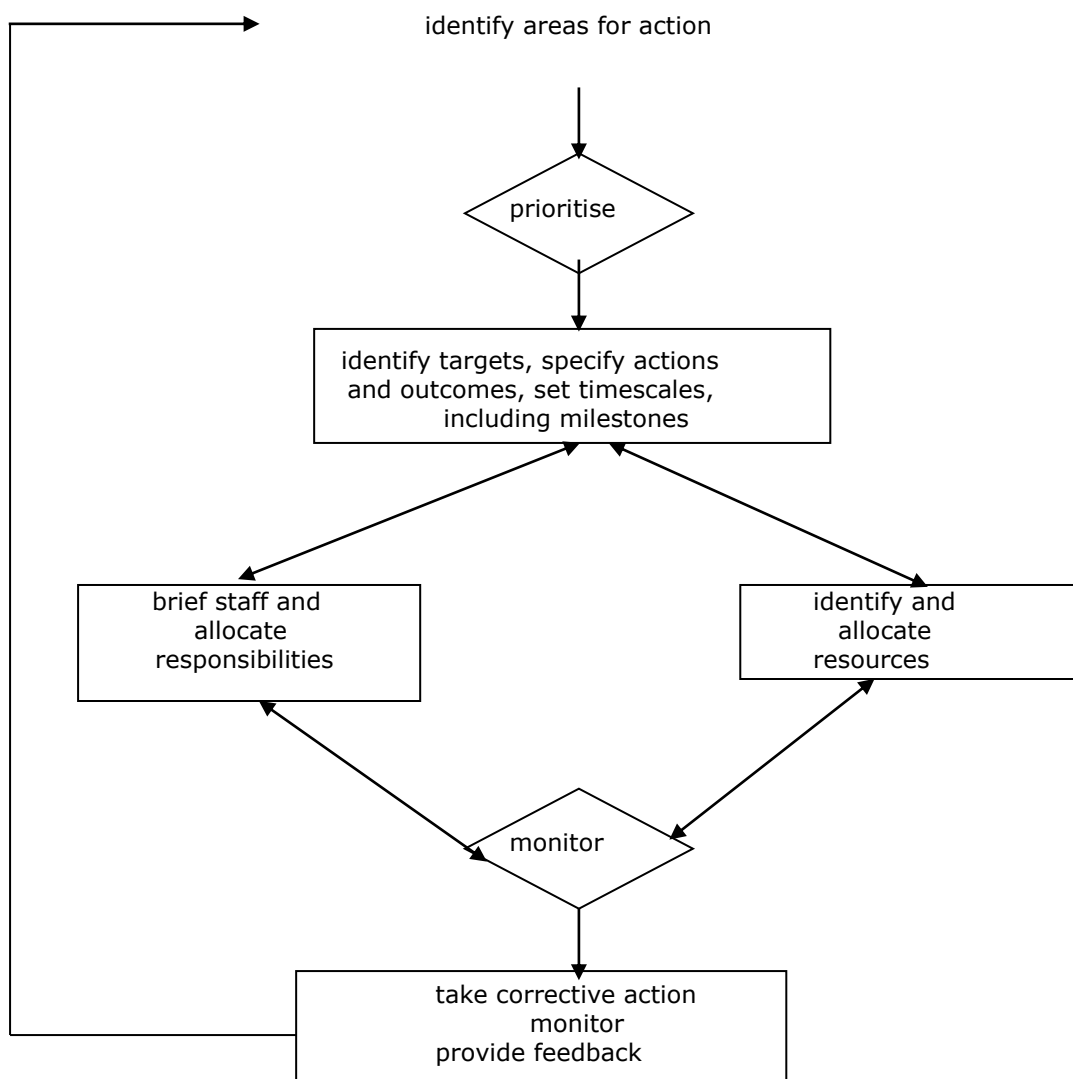 identify areas for action
prioritise
identify targets, specify actions
and outcomes, set timescales,
including milestones
brief staff and
allocate
responsibilities
identify and
allocate
resources
monitor
take corrective action
monitor
provide feedback